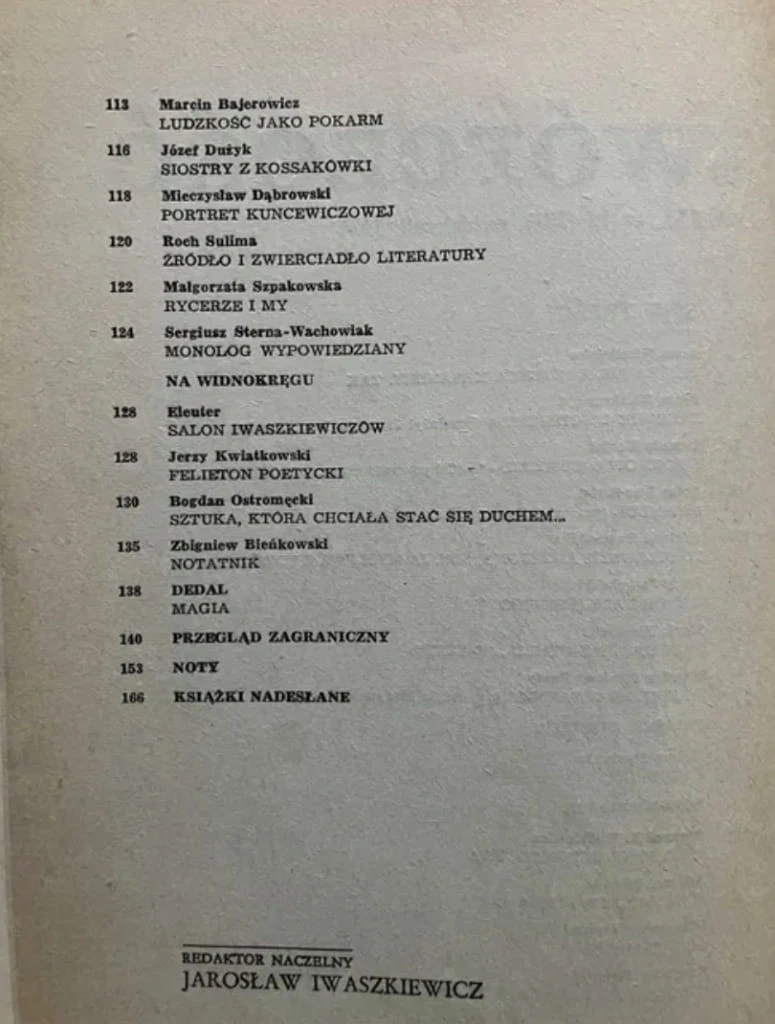 113 Marcin Bajerowicz
LUDZKOŚĆ JAKO POKARM
116 Józef Dużyk
SIOSTRY Z KOSSAKÓWKI
118 Mieczysław Dąbrowski
PORTRET KUNCEWICZOWEJ
120 Roch Sulima
ŹRÓDŁO I ZWIERCIADŁO LITERATURY
122 Małgorzata Szpakowska
RYCERZE I MY
124 Sergiusz Sterna-Wachowiak
MONOLOG WYPOWIEDZIANY
NA WIDNOKRĘGU
128 Eleuter
SALON IWASZKIEWICZÓW
128 Jerzy Kwiatkowski
FELIETON POETYCKI
130 Bogdan Ostromęcki
SZTUKA, KTÓRA CHCIAŁA STAĆ SIĘ DUCHEM...
135 Zbigniew Bieńkowski
NOTATNIK
138 DEDAL
MAGIA
140 PRZEGLĄD ZAGRANICZNY
153 NOTY
166 KSIĄŻKI NADESŁANE
REDAKTOR NACZELNY
JAROSŁAW IWASZKIEWICZ